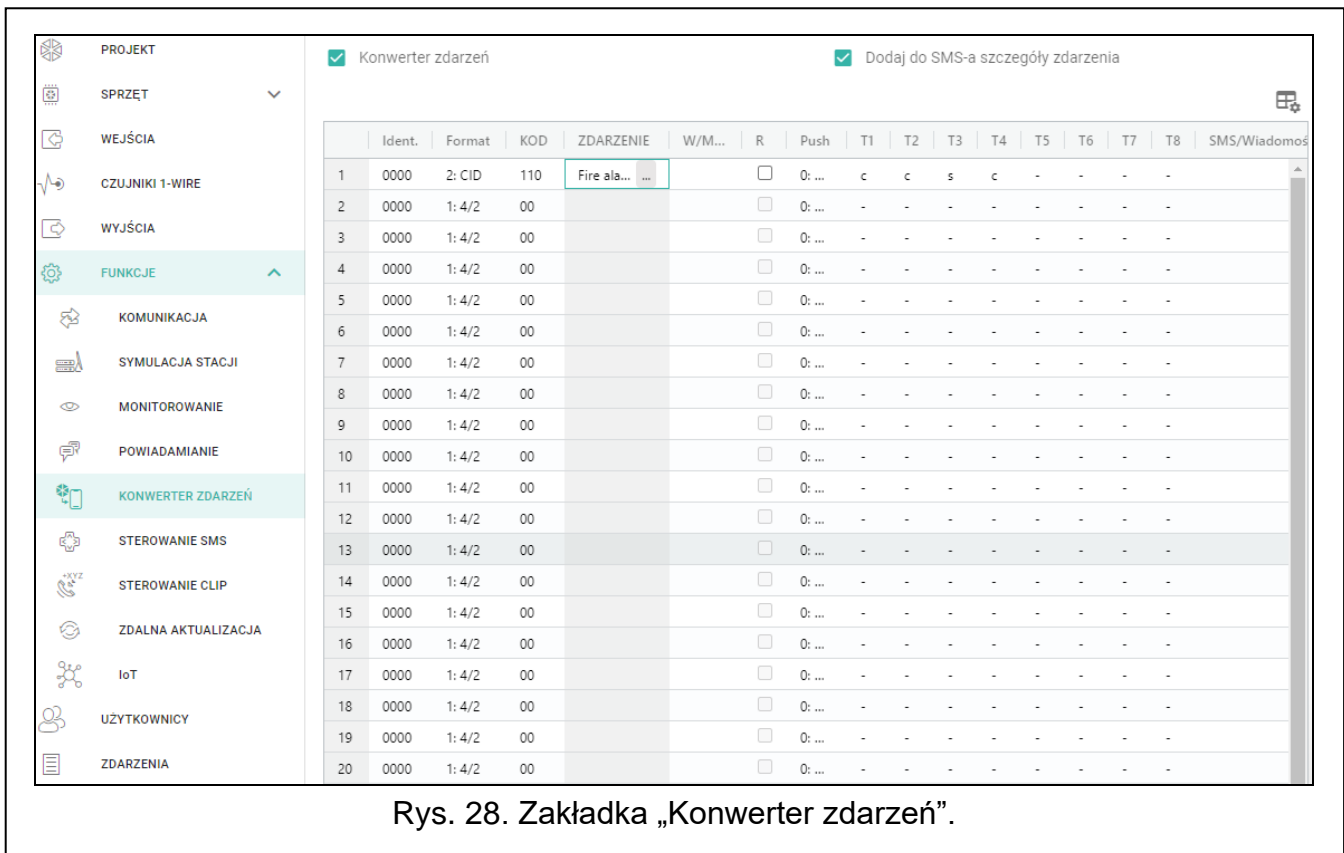 PROJEKT
SPRZĘT
WEJŚCIA
CZUJNIKI 1-WIRE
WYJŚCIA
FUNKCJE
KOMUNIKACJA
SYMULACJA STACJI
MONITOROWANIE
POWIADAMIANIE
KONWERTER ZDARZEŃ
STEROWANIE SMS
+XYZ
STEROWANIE CLIP
ZDALNA AKTUALIZACJA
IoT
UŻYTKOWNICY
ZDARZENIA
Konwerter zdarzeń Dodaj do SMS-a szczegóły zdarzenia
Ident. Format KOD ZDARZENIE W/M... R Push T1 T2 T3 T4 T5 T6 T7 T8 SMS/Wiadomoś
1 0000 2: CID 110 Fire ala... ... 0: ... c c s c - - - -
2 0000 1: 4/2 00 0: ... - - - - - - - -
3 0000 1: 4/2 00 0: ... - - - - - - - -
4 0000 1: 4/2 00 0: ... - - - - - - - -
5 0000 1: 4/2 00 0: ... - - - - - - - -
6 0000 1: 4/2 00 0: ... - - - - - - - -
7 0000 1: 4/2 00 0: ... - - - - - - - -
8 0000 1: 4/2 00 0: ... - - - - - - - -
9 0000 1: 4/2 00 0: ... - - - - - - - -
10 0000 1: 4/2 00 0: ... - - - - - - - -
11 0000 1: 4/2 00 0: ... - - - - - - - -
12 0000 1: 4/2 00 0: ... - - - - - - - -
13 0000 1: 4/2 00 0: ... - - - - - - - -
14 0000 1: 4/2 00 0: ... - - - - - - - -
15 0000 1: 4/2 00 0: ... - - - - - - - -
16 0000 1: 4/2 00 0: ... - - - - - - - -
17 0000 1: 4/2 00 0: ... - - - - - - - -
18 0000 1: 4/2 00 0: ... - - - - - - - -
19 0000 1: 4/2 00 0: ... - - - - - - - -
20 0000 1: 4/2 00 0: ... - - - - - - - -
Rys. 28. Zakładka „Konwerter zdarzeń”.